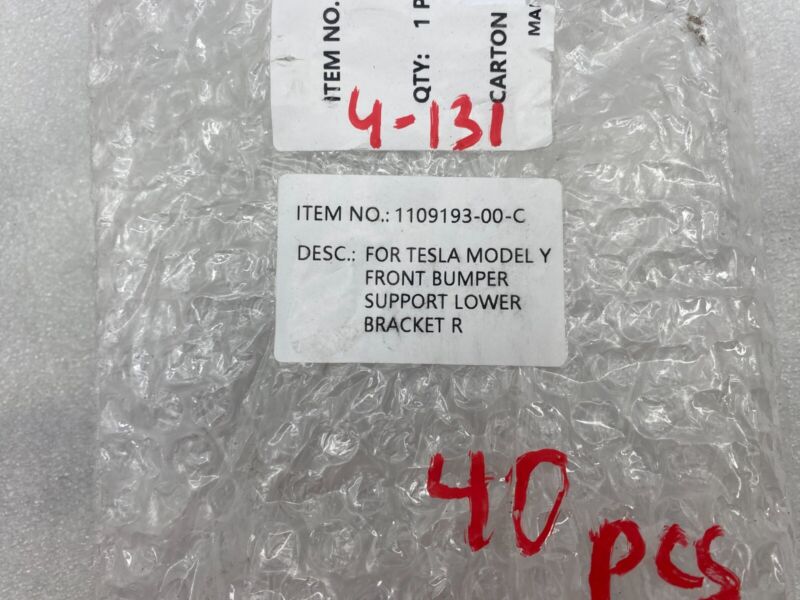 ITEM NO.
QTY: 1 P
CARTON
MA
4-131
ITEM NO.: 1109193-00-C
DESC.: FOR TESLA MODEL Y
FRONT BUMPER
SUPPORT LOWER
BRACKET R
40
pcs